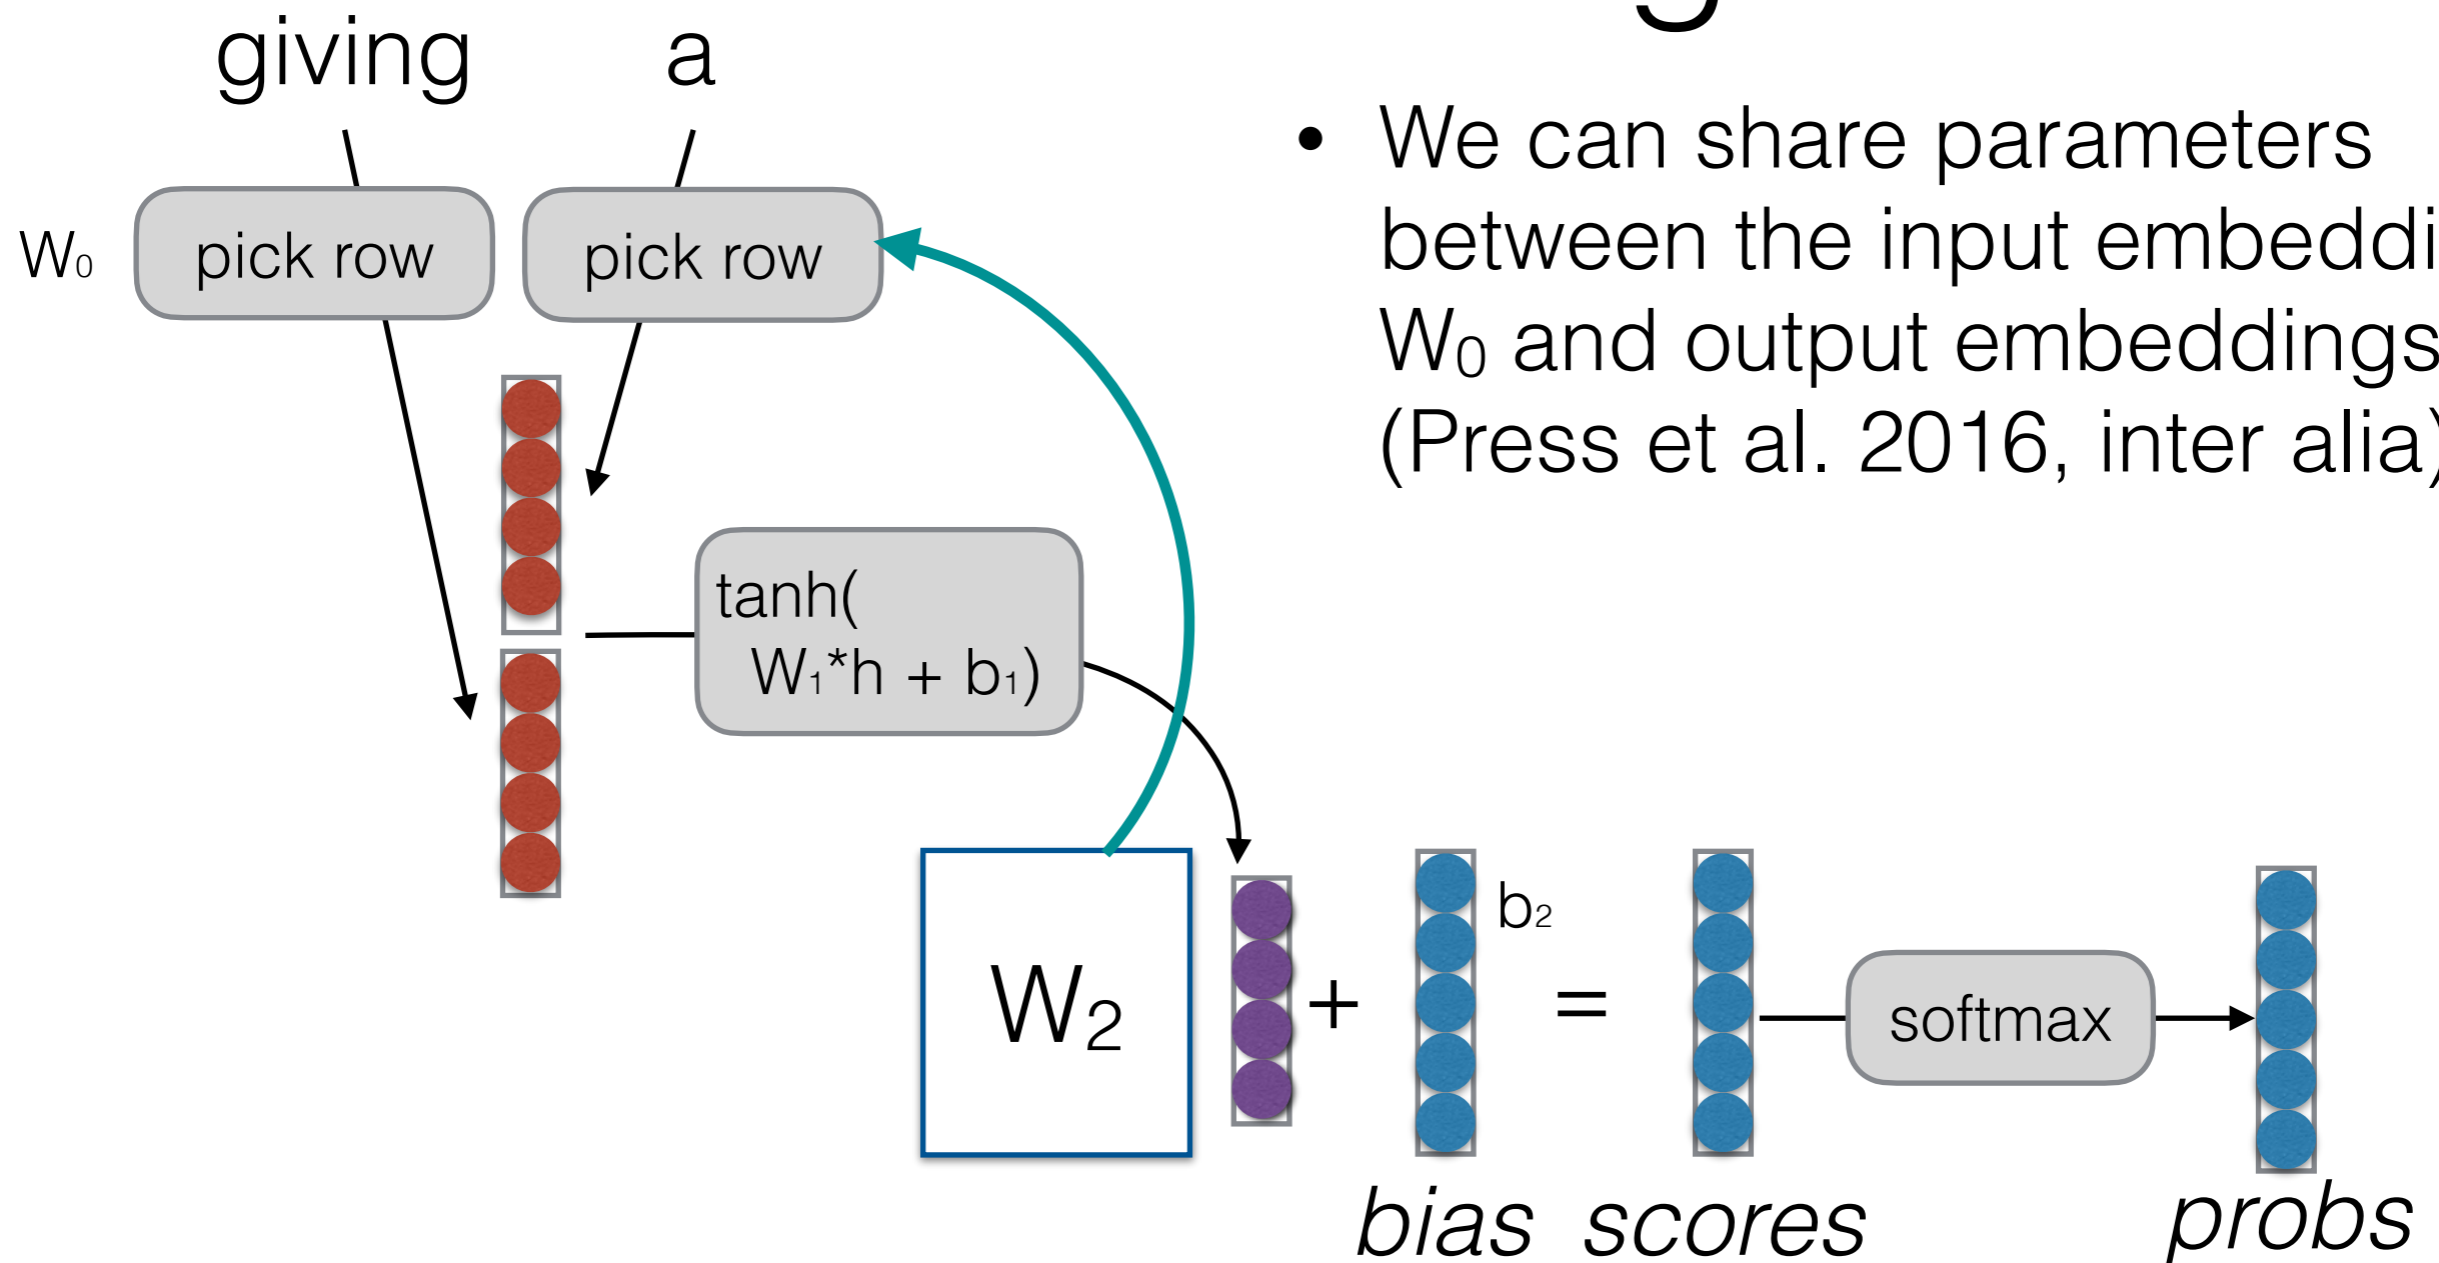 giving a
• We can share parameters
between the input embeddi
W₀ and output embeddings
(Press et al. 2016, inter alia)
W₀ pick row pick row
tanh(
W₁*h + b₁)
W₂ + b₂ = softmax
bias scores probs